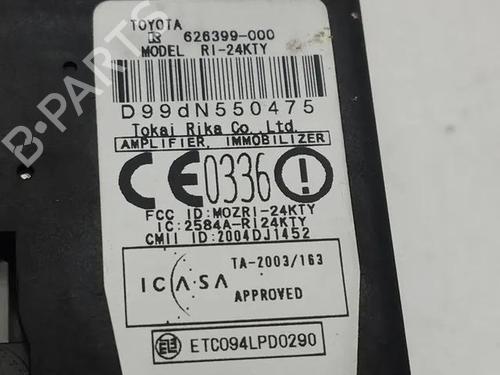 TOYOTA
R 626399-000
MODEL RI-24KTY
D99dN550475
Tokai Rika Co.,Ltd.
AMPLIFIER, IMMOBILIZER
CE0336!
FCC ID:MOZRI-24KTY
IC:2584A-RI24KTY
CMII ID:2004DJ1452
TA-2003/163
ICASA
APPROVED
ETC094LPD0290